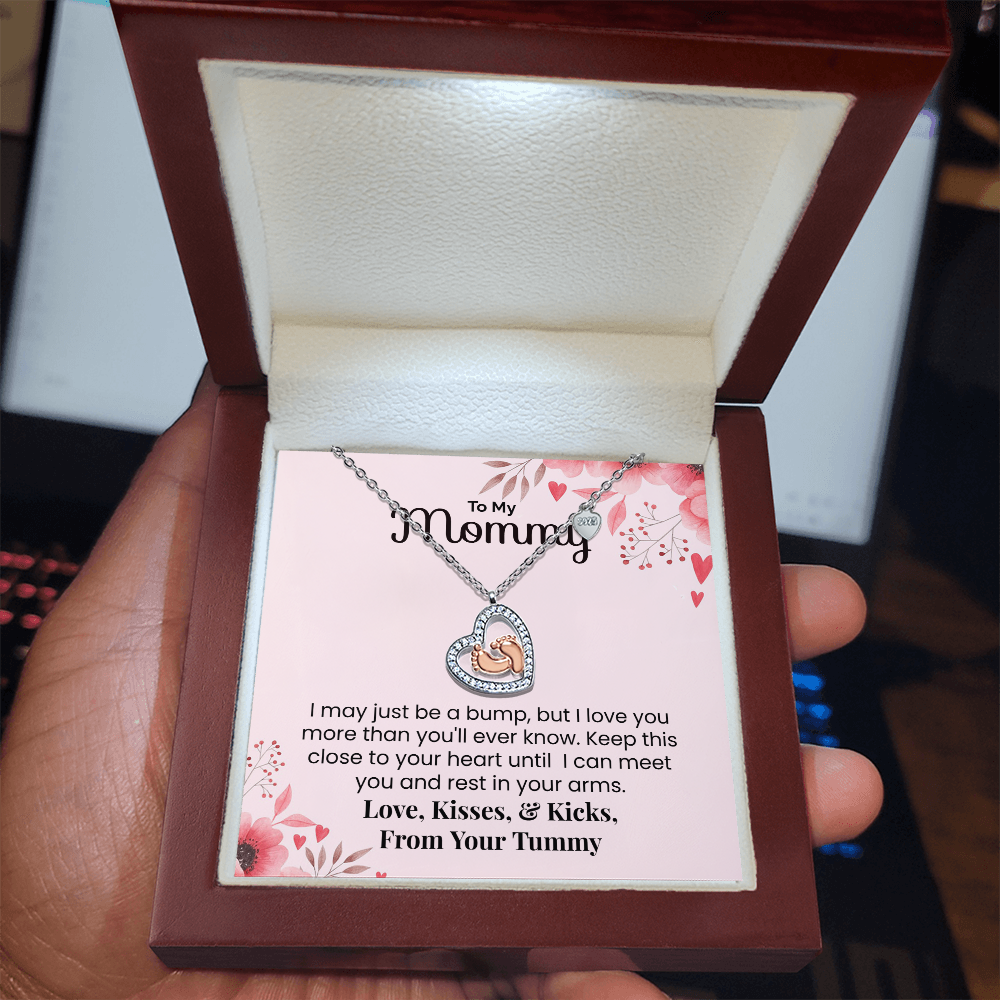 To My
Mommy
I may just be a bump, but I love you
more than you'll ever know. Keep this
close to your heart until I can meet
you and rest in your arms.
Love, Kisses, & Kicks,
From Your Tummy